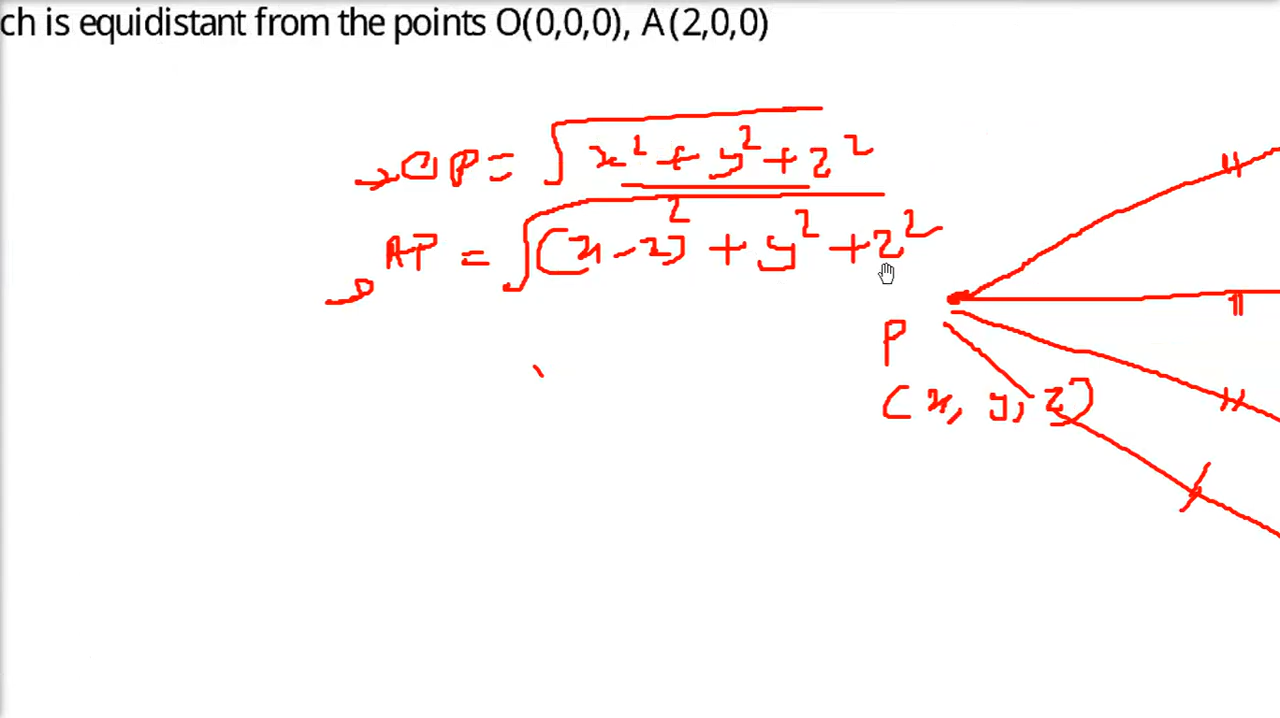 ch is equidistant from the points O(0,0,0), A(2,0,0)
→ OP = √x² + y² + z²
AP = √(x-2)² + y² + z²
P
(x, y, z)